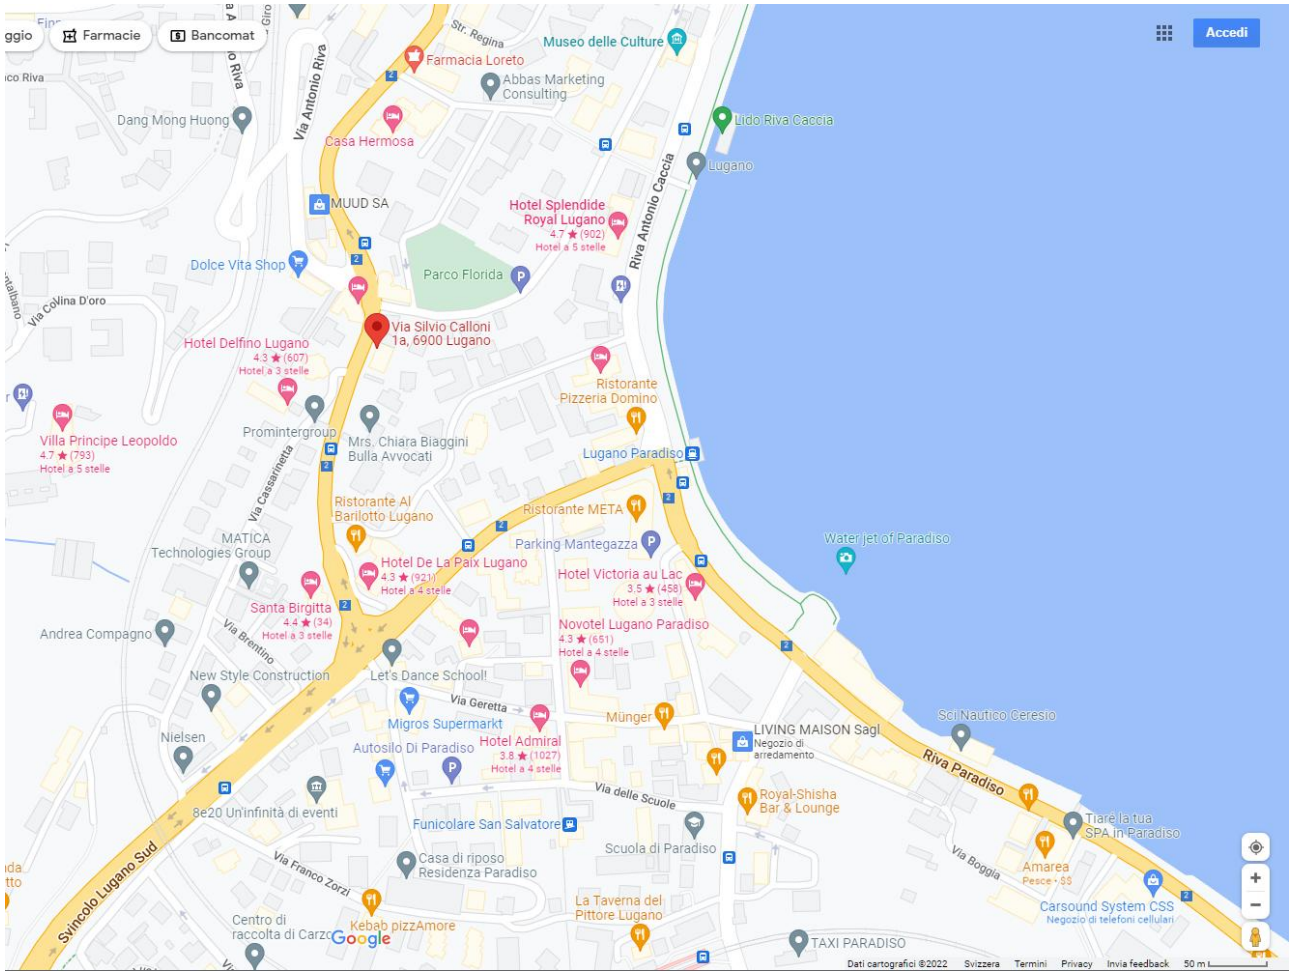 ggio
Farmacie
Bancomat
Accedi
Str. Regina
Museo delle Culture
Farmacia Loreto
Abbas Marketing
Consulting
co Riva
Via Antonio Riva
Dang Mong Huong
Lido Riva Caccia
Casa Hermosa
Lugano
Riva Antonio Caccia
MUUD SA
Hotel Splendide
Royal Lugano
4.7 ★ (902)
Hotel a 5 stelle
Dolce Vita Shop
2
Parco Florida
P
Via Collina D'oro
Via Silvio Calloni
1a, 6900 Lugano
Hotel Delfino Lugano
4.3 ★ (607)
Hotel a 3 stelle
Ristorante
Pizzeria Domino
Promintergroup
Mrs. Chiara Biaggini
Bulla Avvocati
Villa Principe Leopoldo
4.7 ★ (793)
Hotel a 5 stelle
Lugano Paradiso
2
Via Cassarinetta
2
Ristorante Al
Barilotto Lugano
Ristorante META
2
MATICA
Technologies Group
Parking Mantegazza
P
Water jet of Paradiso
Hotel De La Paix Lugano
4.3 ★ (921)
Hotel a 4 stelle
Hotel Victoria au Lac
3.5 ★ (458)
Hotel a 3 stelle
Santa Birgitta
4.4 ★ (34)
Hotel a 3 stelle
2
Novotel Lugano Paradiso
4.3 ★ (651)
Hotel a 4 stelle
Andrea Compagno
Via Brentino
2
New Style Construction
Let's Dance School!
Via Geretta
Migros Supermarkt
Münger
Sci Nautico Ceresio
Nielsen
Autosilo Di Paradiso
P
Hotel Admiral
3.8 ★ (1027)
Hotel a 4 stelle
LIVING MAISON Sagl
Negozio di
arredamento
Riva Paradiso
Via delle Scuole
Royal-Shisha
Bar & Lounge
8e20 Un'infinità di eventi
Funicolare San Salvatore
Tiaré la tua
SPA in Paradiso
Scuola di Paradiso
Svincolo Lugano Sud
Via Franco Zorzi
Casa di riposo
Residenza Paradiso
Via Boggia
Amarea
Pesce • $$
Carsound System CSS
Negozio di telefoni cellulari
2
La Taverna del
Pittore Lugano
Centro di
raccolta di Carzo
Kebab pizzAmore
Google
TAXI PARADISO
Dati cartografici ©2022 Svizzera Termini Privacy Invia feedback 50 m